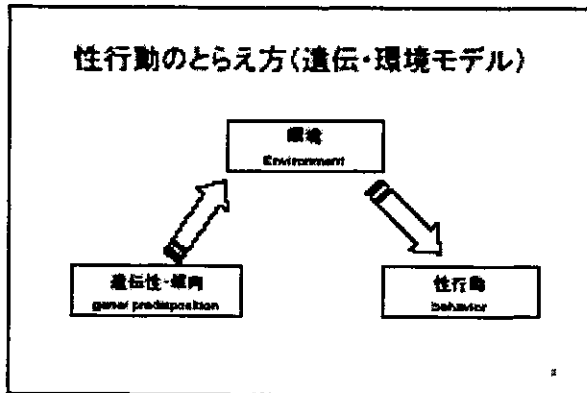 性行動のとらえ方(遺伝・環境モデル)
環境
Environment
遺伝性・傾向
genes/ predisposition
性行動
behavior